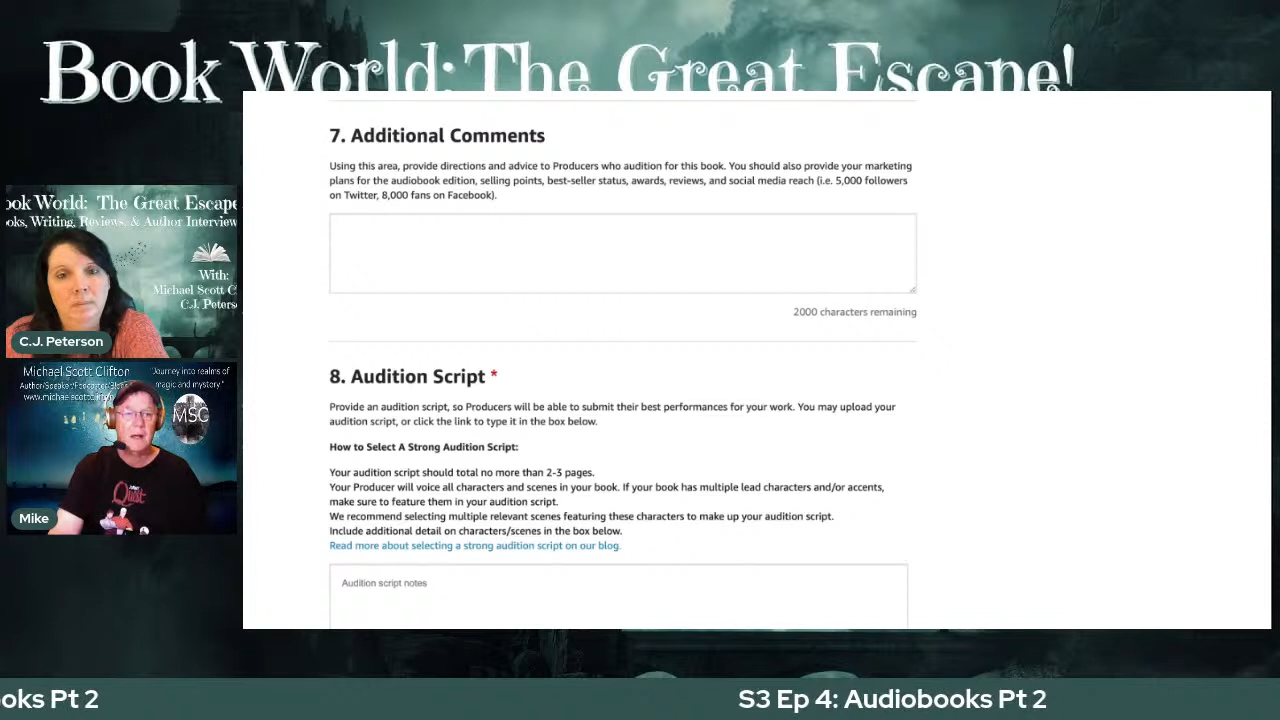 Book World: The Great Escape!
7. Additional Comments
Using this area, provide directions and advice to Producers who audition for this book. You should also provide your marketing
plans for the audiobook edition, selling points, best-seller status, awards, reviews, and social media reach (i.e. 5,000 followers
on Twitter, 8,000 fans on Facebook).
2000 characters remaining
8. Audition Script *
Provide an audition script, so Producers will be able to submit their best performances for your work. You may upload your
audition script, or click the link to type it in the box below.
How to Select A Strong Audition Script:
Your audition script should total no more than 2-3 pages.
Your Producer will voice all characters and scenes in your book. If your book has multiple lead characters and/or accents,
make sure to feature them in your audition script.
We recommend selecting multiple relevant scenes featuring these characters to make up your audition script.
Include additional detail on characters/scenes in the box below.
Read more about selecting a strong audition script on our blog.
Audition script notes
ook World: The Great Escape
oks, Writing, Reviews, & Author Interview
With:
Michael Scott C
C.J. Peters
C.J. Peterson
Michael Scott Clifton
"Journey into realms of
magic and mystery"
MSC
Quest
Mike
oks Pt 2
S3 Ep 4: Audiobooks Pt 2